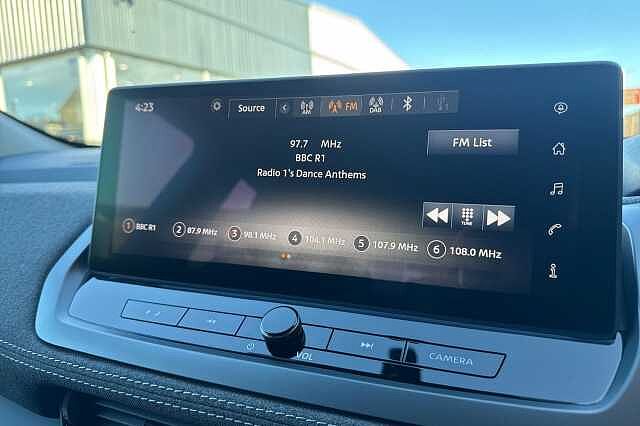 4:23 Source AM FM DAB
97.7 MHz FM List
BBC R1
Radio 1's Dance Anthems
TUNE
1 BBC R1 2 87.9 MHz 3 98.1 MHz 4 104.1 MHz 5 107.9 MHz 6 108.0 MHz
VOL CAMERA